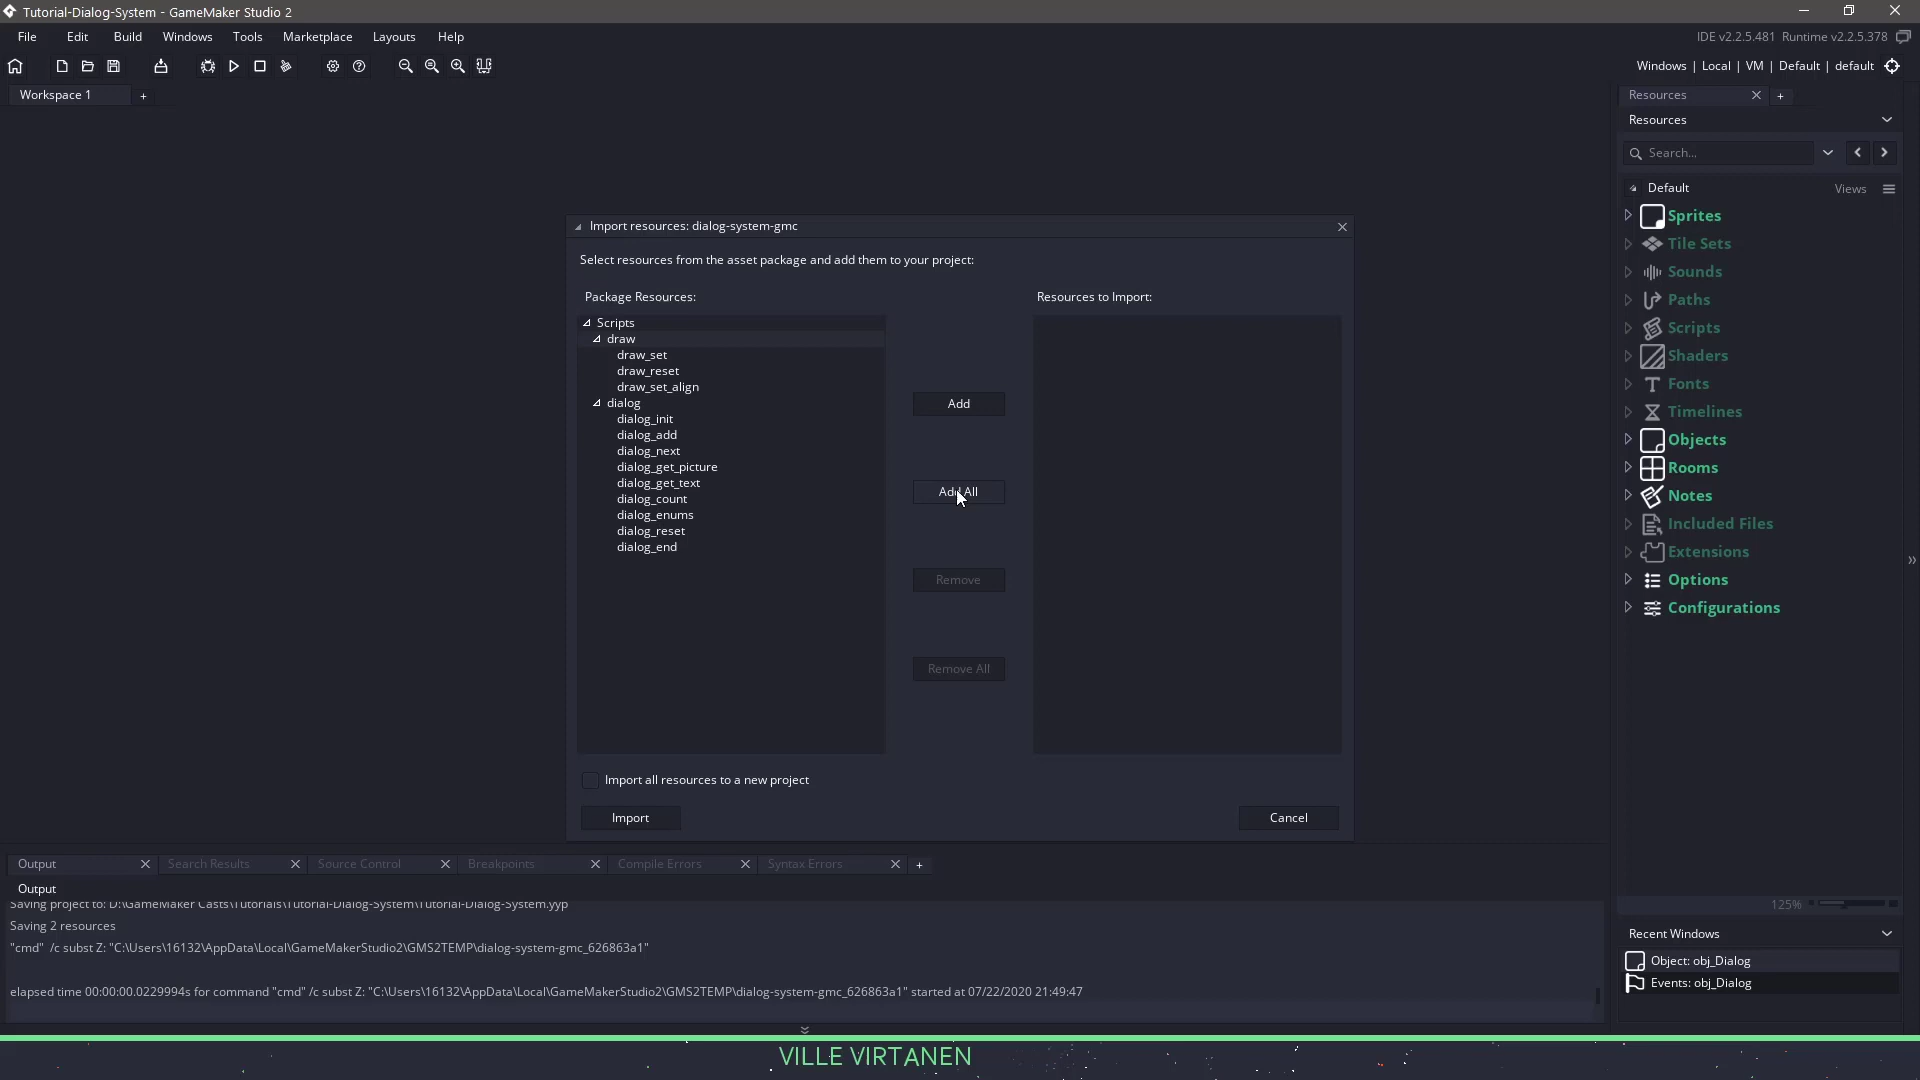 Tutorial-Dialog-System - GameMaker Studio 2
File Edit Build Windows Tools Marketplace Layouts Help
IDE v2.2.5.481 Runtime v2.2.5.378
Windows | Local | VM | Default | default
Workspace 1 +
Resources +
Resources
Search...
Default Views
Sprites
Tile Sets
Sounds
Paths
Scripts
Shaders
Fonts
Timelines
Objects
Rooms
Notes
Included Files
Extensions
Options
Configurations
125%
Recent Windows
Object: obj_Dialog
Events: obj_Dialog
Import resources: dialog-system-gmc
Select resources from the asset package and add them to your project:
Package Resources:
Resources to Import:
Scripts
draw
draw_set
draw_reset
draw_set_align
dialog
dialog_init
dialog_add
dialog_next
dialog_get_picture
dialog_get_text
dialog_count
dialog_enums
dialog_reset
dialog_end
Add
Add All
Remove
Remove All
Import all resources to a new project
Import
Cancel
Output Search Results Source Control Breakpoints Compile Errors Syntax Errors +
Output
Saving project to: D:\GameMaker Casts\Tutorials\Tutorial-Dialog-System\Tutorial-Dialog-System.yyp
Saving 2 resources
"cmd" /c subst Z: "C:\Users\16132\AppData\Local\GameMakerStudio2\GMS2TEMP\dialog-system-gmc_626863a1"
elapsed time 00:00:00.0229994s for command "cmd" /c subst Z: "C:\Users\16132\AppData\Local\GameMakerStudio2\GMS2TEMP\dialog-system-gmc_626863a1" started at 07/22/2020 21:49:47
VILLE VIRTANEN